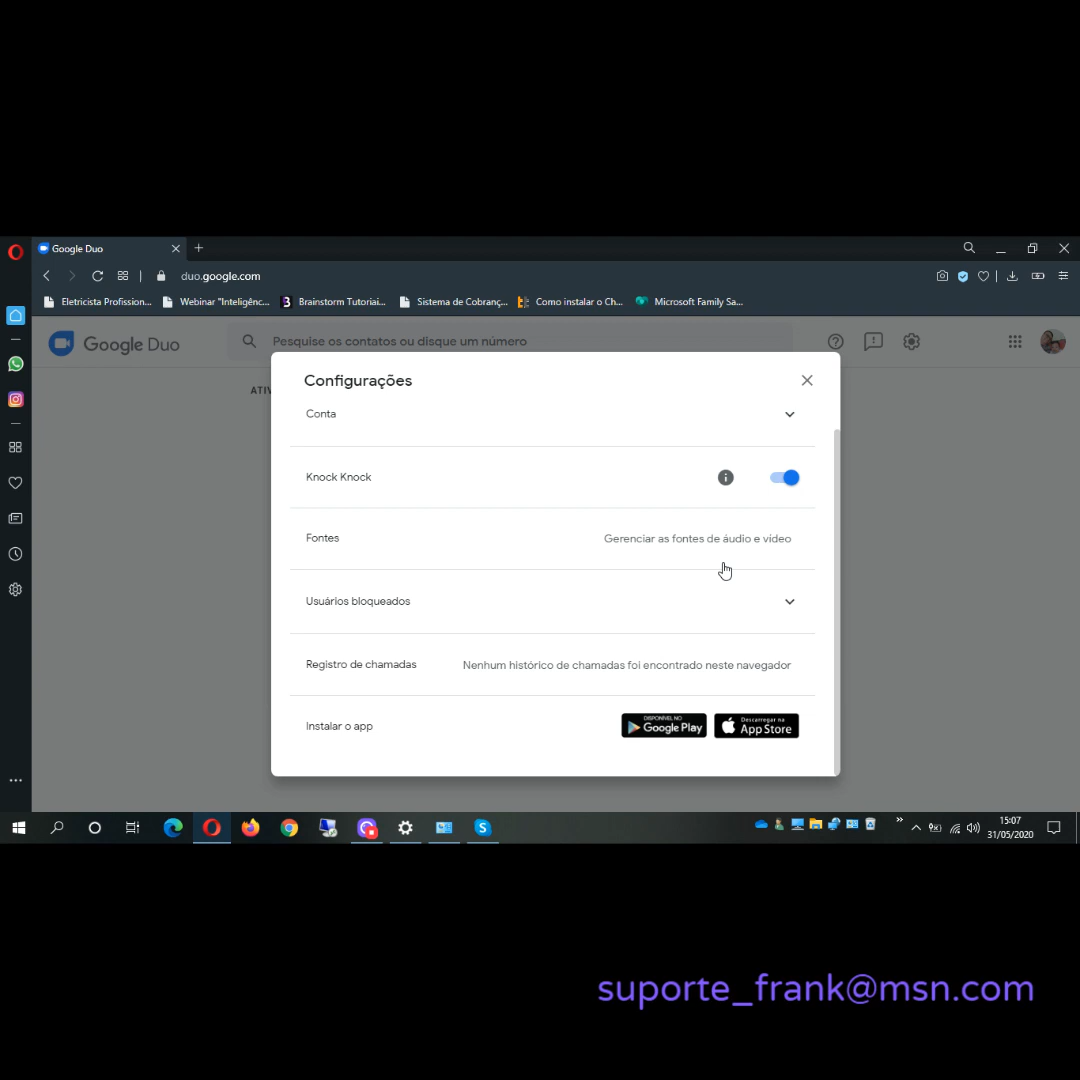 Google Duo
duo.google.com
Eletricista Profission...
Webinar "Inteligênc...
Brainstorm Tutoriai...
Sistema de Cobranç...
Como instalar o Ch...
Microsoft Family Sa...
Google Duo
Pesquise os contatos ou disque um número
ATIV
Configurações
Conta
Knock Knock
Fontes
Gerenciar as fontes de áudio e vídeo
Usuários bloqueados
Registro de chamadas
Nenhum histórico de chamadas foi encontrado neste navegador
Instalar o app
DISPONÍVEL NO
Google Play
Descarregar na
App Store
15:07
31/05/2020
suporte_frank@msn.com